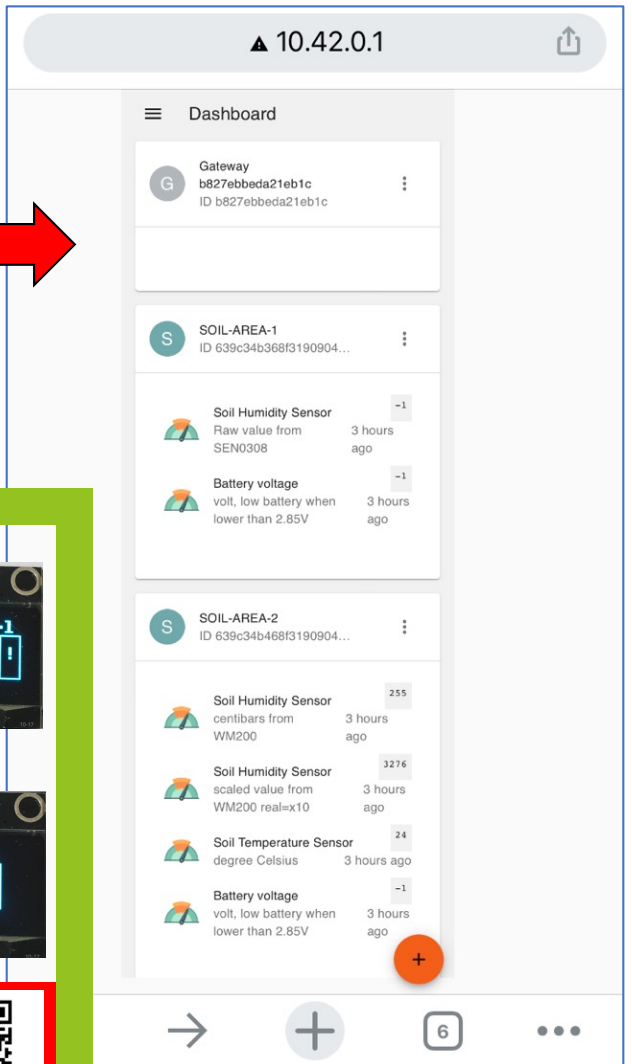 ▲ 10.42.0.1
Dashboard
G
Gateway
b827ebbeda21eb1c
ID b827ebbeda21eb1c
S
SOIL-AREA-1
ID 639c34b368f3190904...
Soil Humidity Sensor
-1
Raw value from
3 hours
SEN0308
ago
Battery voltage
-1
volt, low battery when
3 hours
lower than 2.85V
ago
S
SOIL-AREA-2
ID 639c34b468f3190904...
Soil Humidity Sensor
255
centibars from
3 hours
WM200
ago
Soil Humidity Sensor
3276
scaled value from
3 hours
WM200 real=x10
ago
Soil Temperature Sensor
24
degree Celsius
3 hours ago
Battery voltage
-1
volt, low battery when
3 hours
lower than 2.85V
ago
+
6
-1
!
10-17